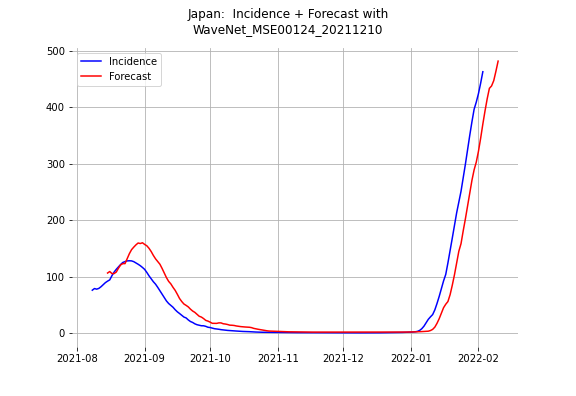 Japan:  Incidence + Forecast with
WaveNet_MSE00124_20211210
500
Incidence
Forecast
400
300
200
100
0
2021-08 2021-09 2021-10 2021-11 2021-12 2022-01 2022-02